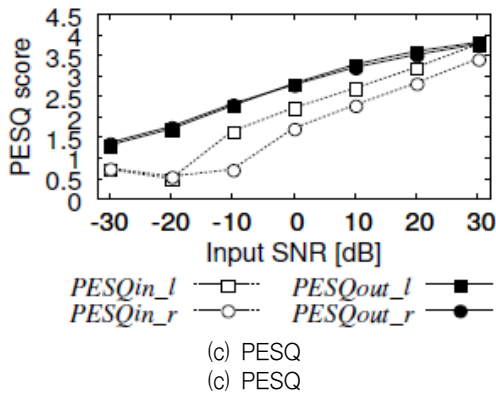 4.5
4
3.5
3
2.5
2
1.5
1
0.5
0
PESQ score
-30 -20 -10 0 10 20 30
Input SNR [dB]
PESQin_l PESQout_l
PESQin_r PESQout_r
(c) PESQ
(c) PESQ